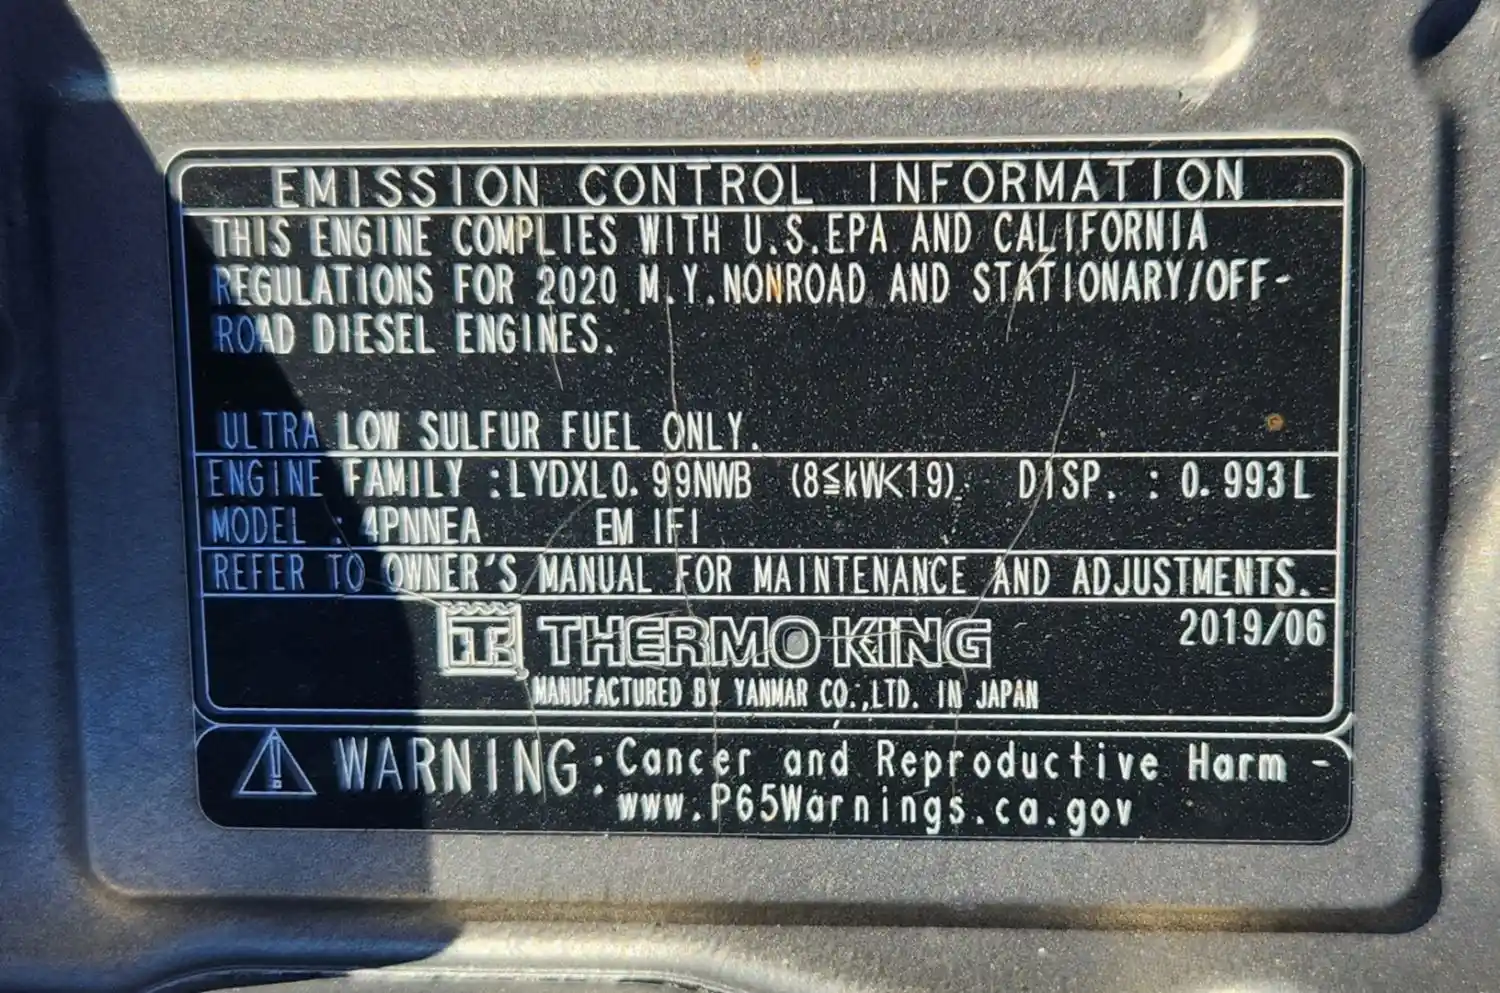 EMISSION CONTROL INFORMATION
THIS ENGINE COMPLIES WITH U.S.EPA AND CALIFORNIA
REGULATIONS FOR 2020 M.Y.NONROAD AND STATIONARY/OFF-
ROAD DIESEL ENGINES.
ULTRA LOW SULFUR FUEL ONLY.
ENGINE FAMILY :LYDXL0.99NWB (8≦kW<19). DISP. : 0.993L
MODEL : 4PNNEA EM IFI
REFER TO OWNER'S MANUAL FOR MAINTENANCE AND ADJUSTMENTS.
2019/06
TK THERMO KING
MANUFACTURED BY YANMAR CO.,LTD. IN JAPAN
WARNING: Cancer and Reproductive Harm -
www.P65Warnings.ca.gov